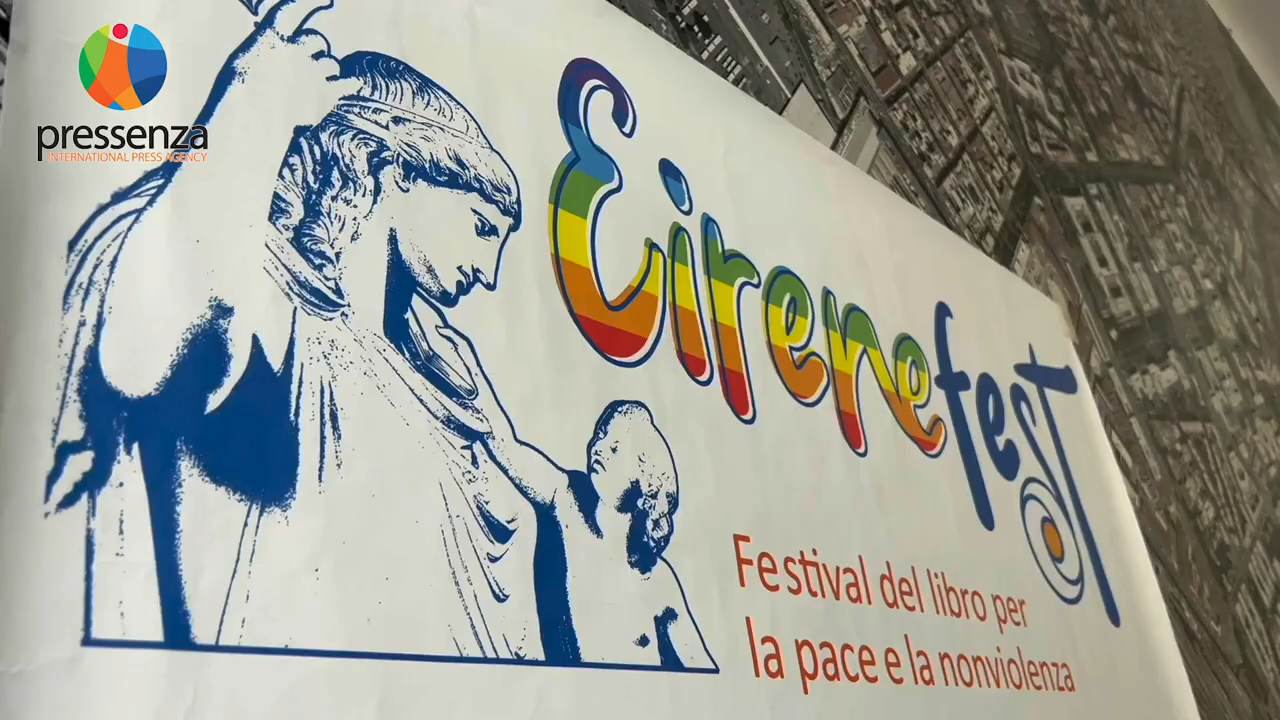 pressenza
INTERNATIONAL PRESS AGENCY
Eirenefest
Festival del libro per
la pace e la nonviolenza